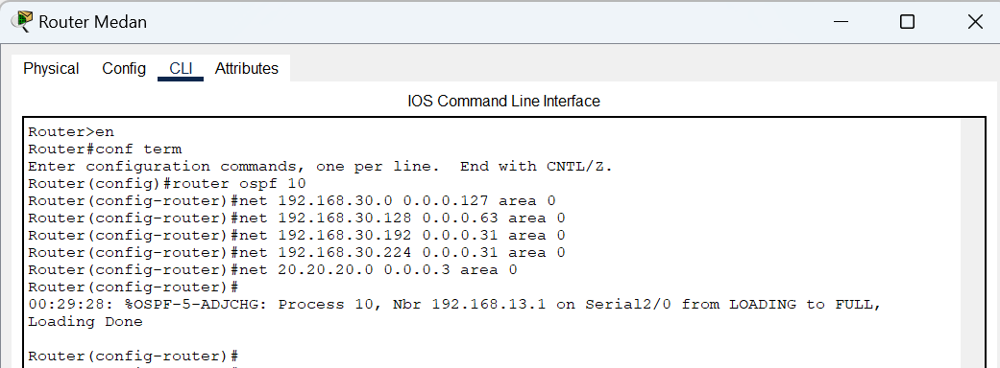 Router Medan
Physical Config CLI Attributes
IOS Command Line Interface
Router>en
Router#conf term
Enter configuration commands, one per line.  End with CNTL/Z.
Router(config)#router ospf 10
Router(config-router)#net 192.168.30.0 0.0.0.127 area 0
Router(config-router)#net 192.168.30.128 0.0.0.63 area 0
Router(config-router)#net 192.168.30.192 0.0.0.31 area 0
Router(config-router)#net 192.168.30.224 0.0.0.31 area 0
Router(config-router)#net 20.20.20.0 0.0.0.3 area 0
Router(config-router)#
00:29:28: %OSPF-5-ADJCHG: Process 10, Nbr 192.168.13.1 on Serial2/0 from LOADING to FULL,
Loading Done
Router(config-router)#